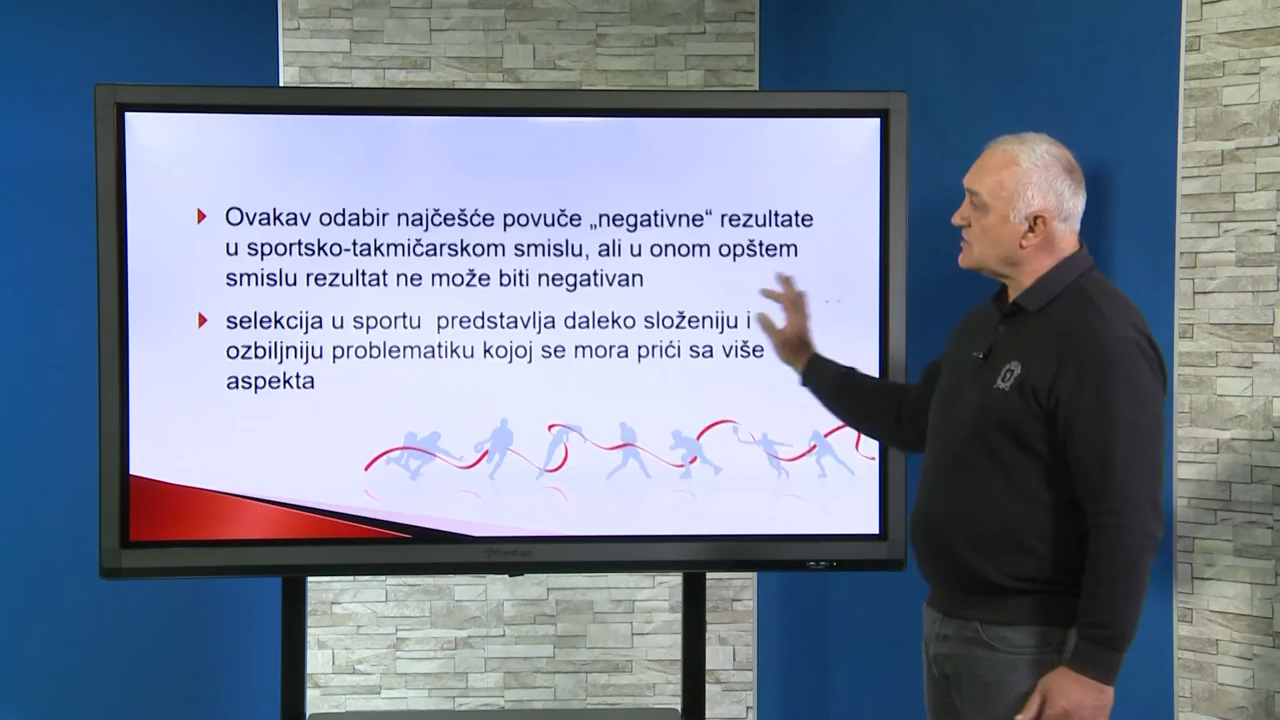 Ovakav odabir najčešće povuče „negativne“ rezultate
u sportsko-takmičarskom smislu, ali u onom opštem
smislu rezultat ne može biti negativan
selekcija u sportu predstavlja daleko složeniju i
ozbiljniju problematiku kojoj se mora prići sa više
aspekta
Prestigio